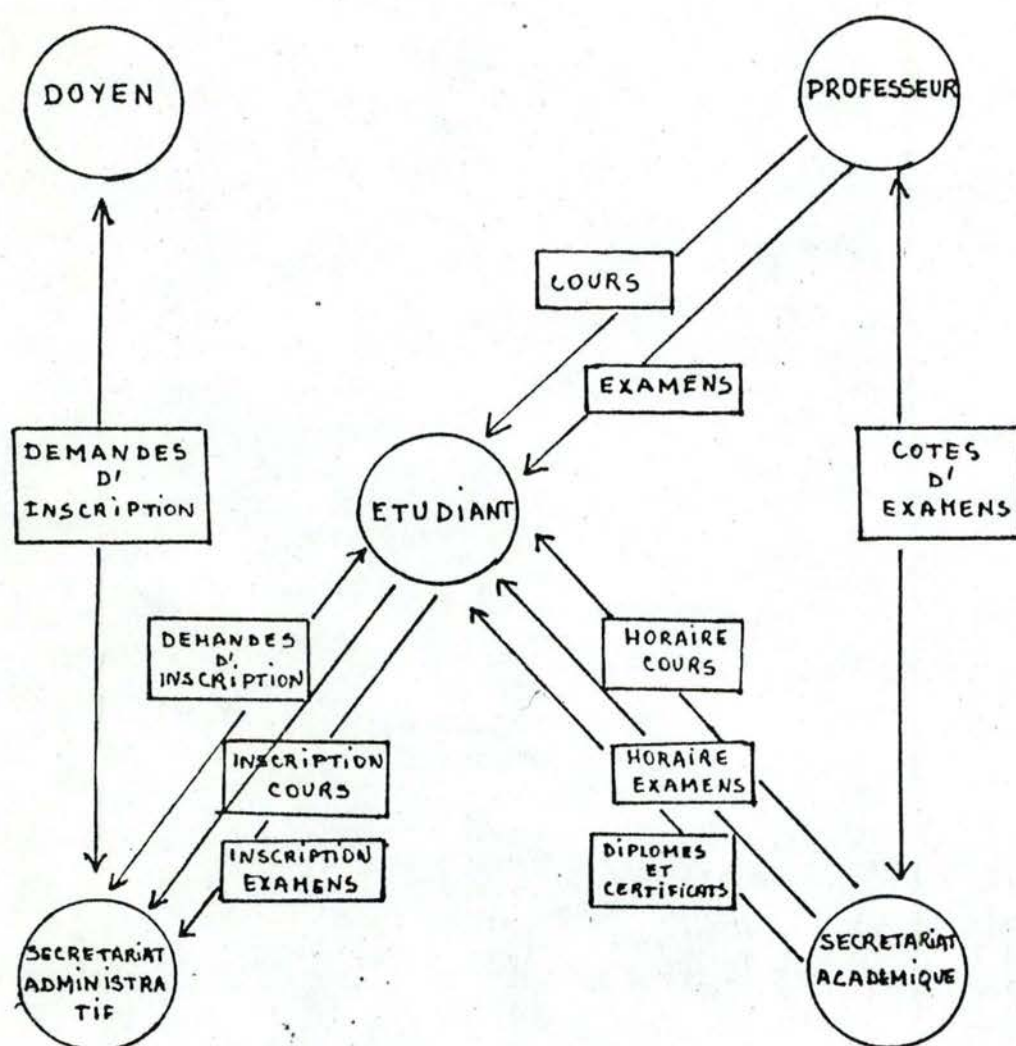 DOYEN
PROFESSEUR
COURS
EXAMENS
DEMANDES
D'
INSCRIPTION
COTES
D'
EXAMENS
ETUDIANT
DEMANDES
D'
INSCRIPTION
HORAIRE
COURS
INSCRIPTION
COURS
HORAIRE
EXAMENS
INSCRIPTION
EXAMENS
DIPLOMES
ET
CERTIFICATS
SECRETARIAT
ADMINISTRA
TIF
SECRETARIAT
ACADEMIQUE